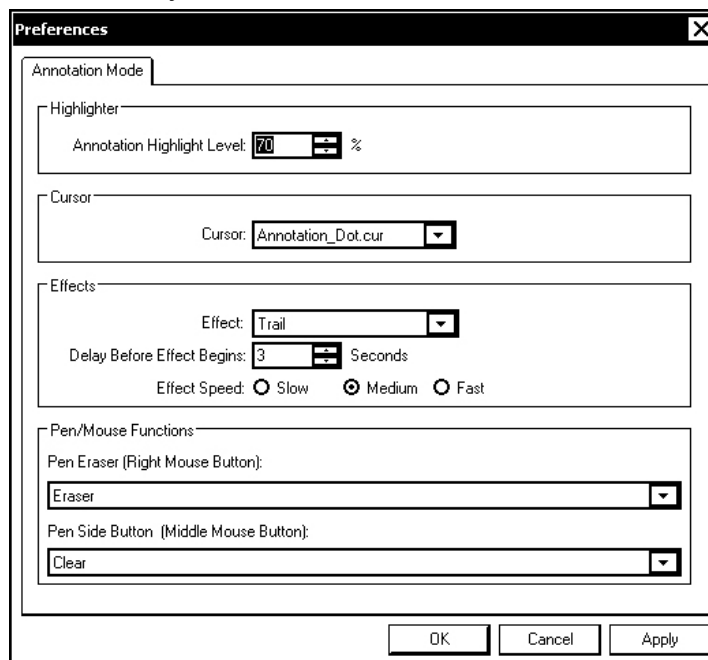 Preferences
Annotation Mode
Highlighter
Annotation Highlight Level: 70 %
Cursor
Cursor: Annotation_Dot.cur
Effects
Effect: Trail
Delay Before Effect Begins: 3 Seconds
Effect Speed: Slow Medium Fast
Pen/Mouse Functions
Pen Eraser (Right Mouse Button):
Eraser
Pen Side Button (Middle Mouse Button):
Clear
OK Cancel Apply